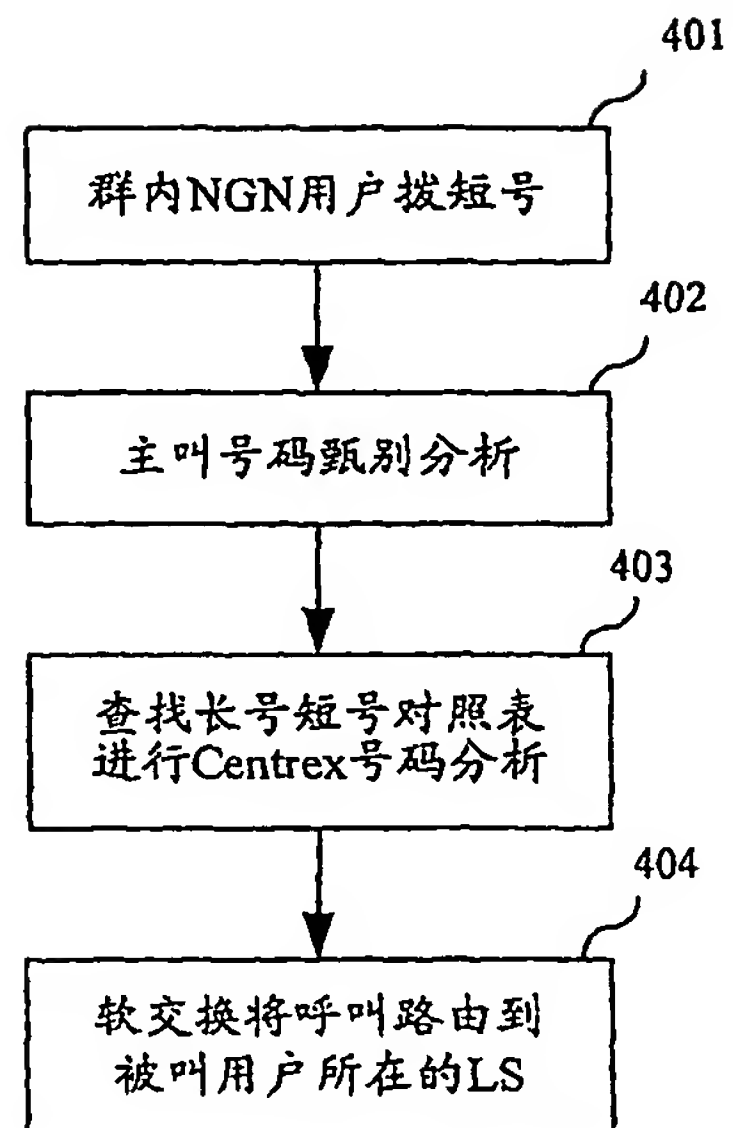 401
群内NGN用户拨短号
402
主叫号码甄别分析
403
查找长号短号对照表
进行Centrex号码分析
404
软交换将呼叫路由到
被叫用户所在的LS